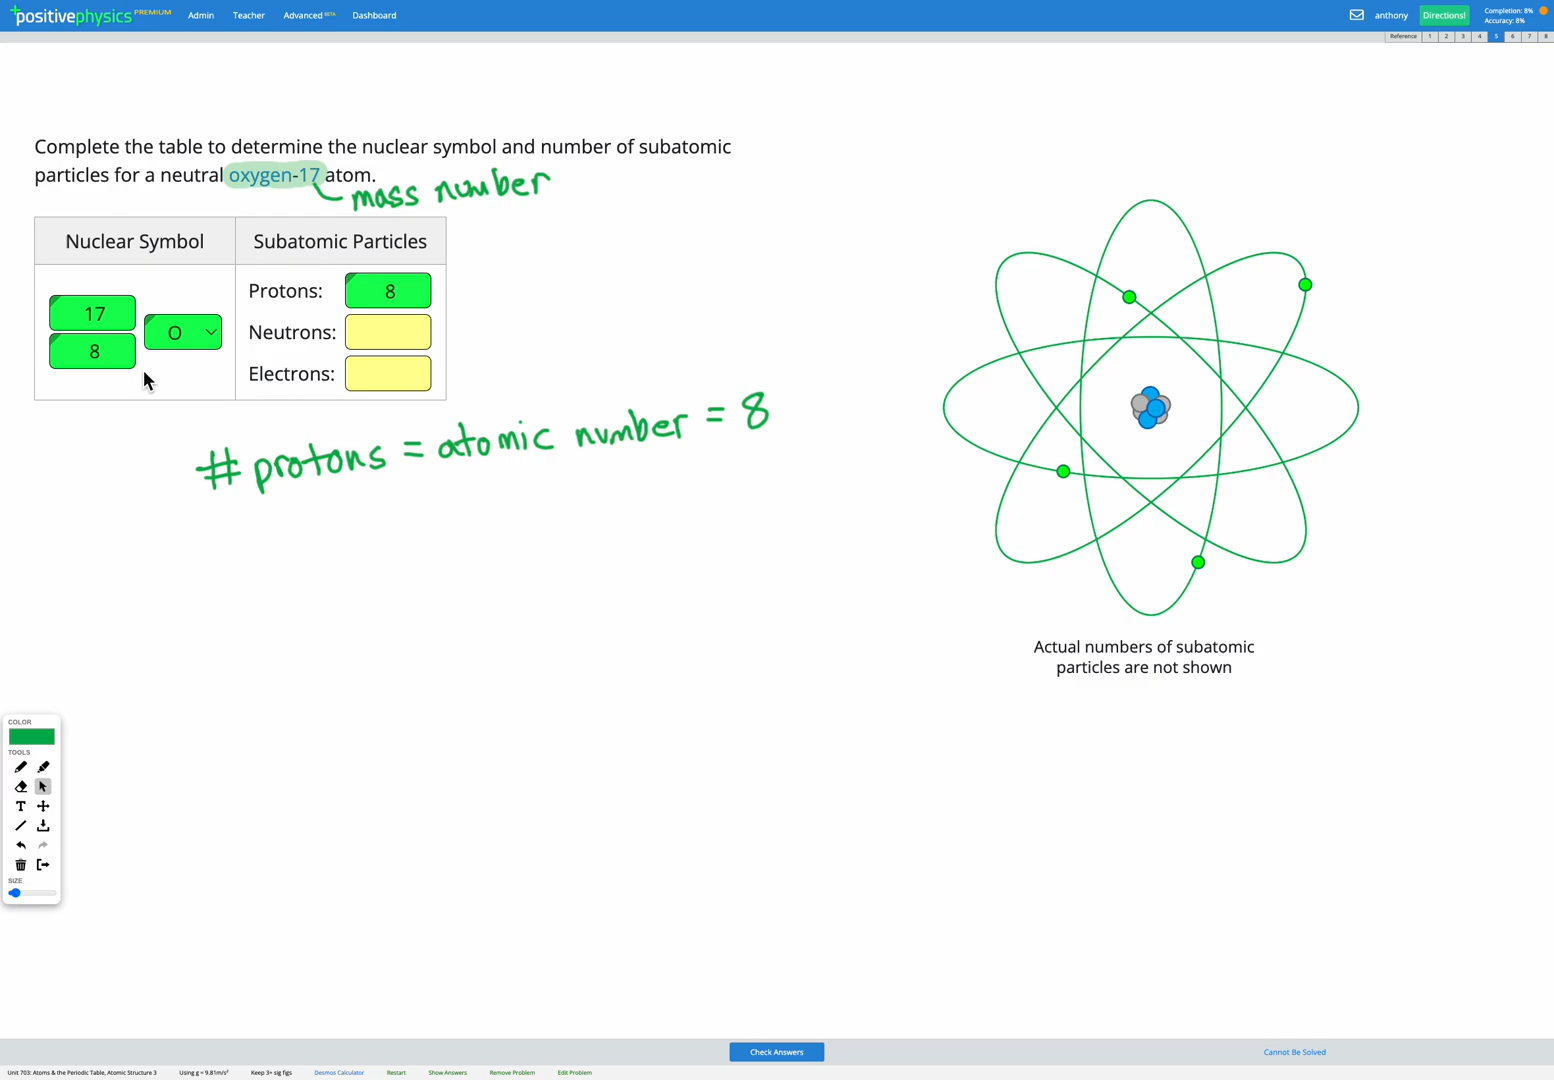 +positivephysics PREMIUM Admin Teacher Advanced BETA Dashboard anthony Directions! Completion: 8%
Accuracy: 8%
Reference 1 2 3 4 5 6 7 8
Complete the table to determine the nuclear symbol and number of subatomic
particles for a neutral oxygen-17 atom.
mass number
Nuclear Symbol Subatomic Particles
17
8
O
Protons: 8
Neutrons:
Electrons:
# protons = atomic number = 8
Actual numbers of subatomic
particles are not shown
COLOR
TOOLS
T
SIZE
Check Answers
Cannot Be Solved
Unit 703: Atoms & the Periodic Table, Atomic Structure 3 Using g = 9.81m/s² Keep 3+ sig figs Desmos Calculator Restart Show Answers Remove Problem Edit Problem